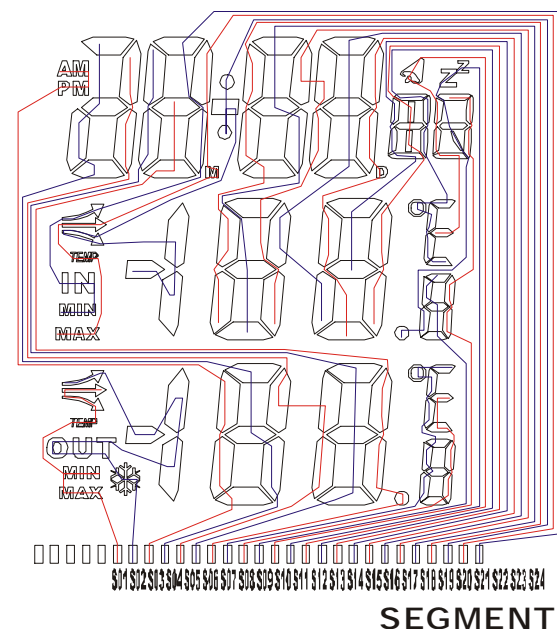 AM
PM
Z
Z
M
D
TEMP
IN
MIN
MAX
TEMP
OUT
MIN
MAX
S01 S02 S03 S04 S05 S06 S07 S08 S09 S10 S11 S12 S13 S14 S15 S16 S17 S18 S19 S20 S21 S22 S23 S24
SEGMENT